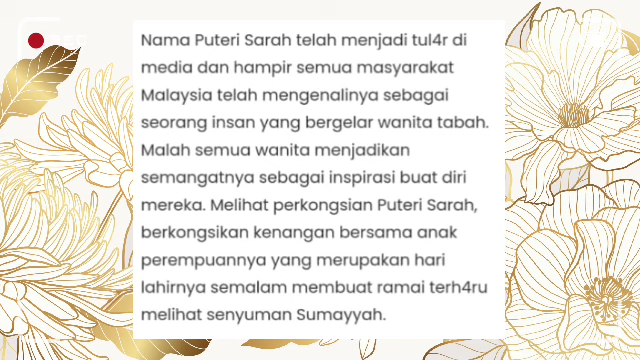 Nama Puteri Sarah telah menjadi tul4r di
media dan hampir semua masyarakat
Malaysia telah mengenalinya sebagai
seorang insan yang bergelar wanita tabah.
Malah semua wanita menjadikan
semangatnya sebagai inspirasi buat diri
mereka. Melihat perkongsian Puteri Sarah,
berkongsikan kenangan bersama anak
perempuannya yang merupakan hari
lahirnya semalam membuat ramai terh4ru
melihat senyuman Sumayyah.